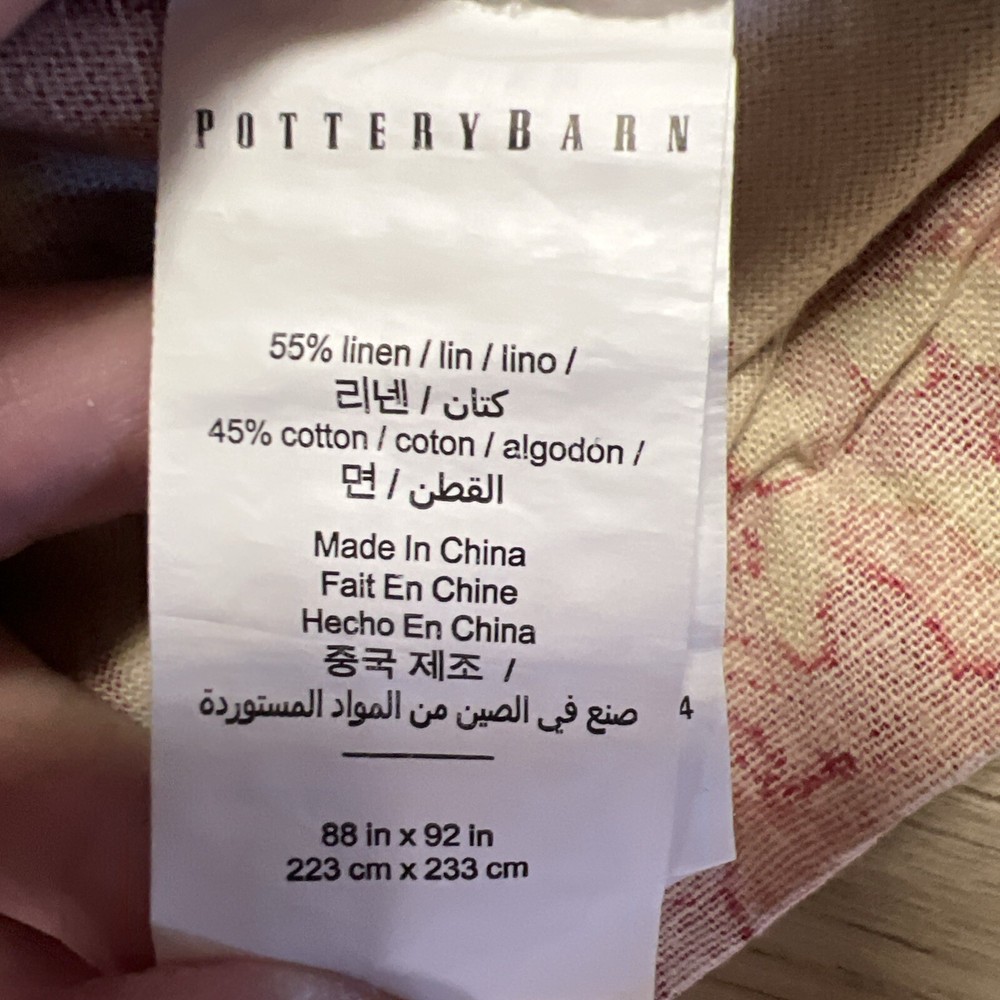 POTTERYBARN
55% linen / lin / lino /
리넨 / كتان
45% cotton / coton / algodón /
면 / القطن
Made In China
Fait En Chine
Hecho En China
중국 제조 /
صنع في الصين من المواد المستوردة
4
88 in x 92 in
223 cm x 233 cm